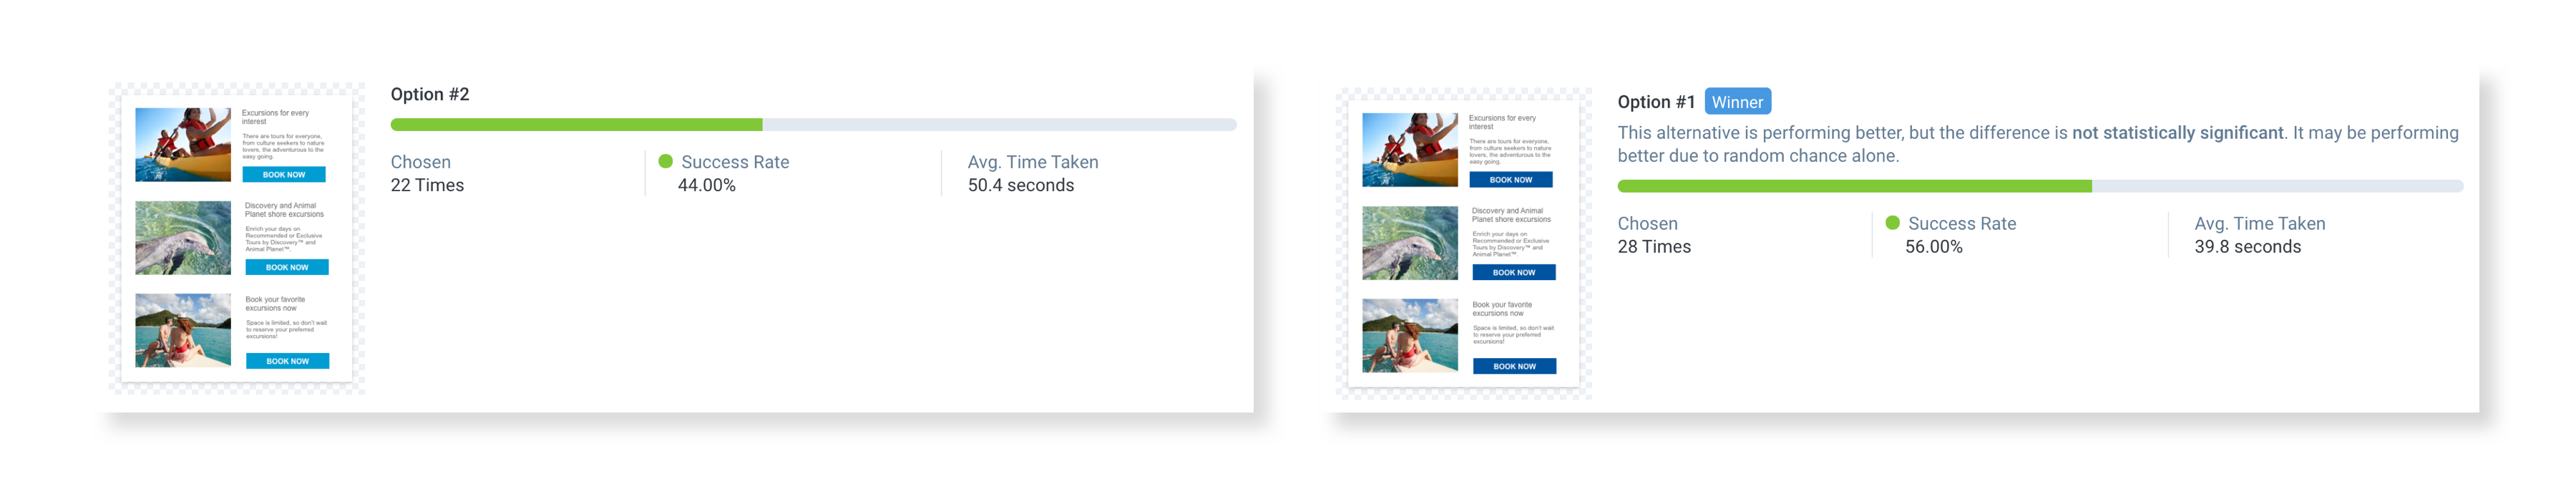 Excursions for every
interest
There are tours for everyone,
from culture seekers to nature
lovers, the adventurous to the
easy going.
BOOK NOW
Discovery and Animal
Planet shore excursions
Enrich your days on
Recommended or Exclusive
Tours by Discovery™ and
Animal Planet™.
BOOK NOW
Book your favorite
excursions now
Space is limited, so don't wait
to reserve your preferred
excursions!
BOOK NOW
Option #2
Chosen
22 Times
Success Rate
44.00%
Avg. Time Taken
50.4 seconds
Excursions for every
interest
There are tours for everyone,
from culture seekers to nature
lovers, the adventurous to the
easy going.
BOOK NOW
Discovery and Animal
Planet shore excursions
Enrich your days on
Recommended or Exclusive
Tours by Discovery™ and
Animal Planet™.
BOOK NOW
Book your favorite
excursions now
Space is limited, so don't wait
to reserve your preferred
excursions!
BOOK NOW
Option #1 Winner
This alternative is performing better, but the difference is not statistically significant. It may be performing
better due to random chance alone.
Chosen
28 Times
Success Rate
56.00%
Avg. Time Taken
39.8 seconds